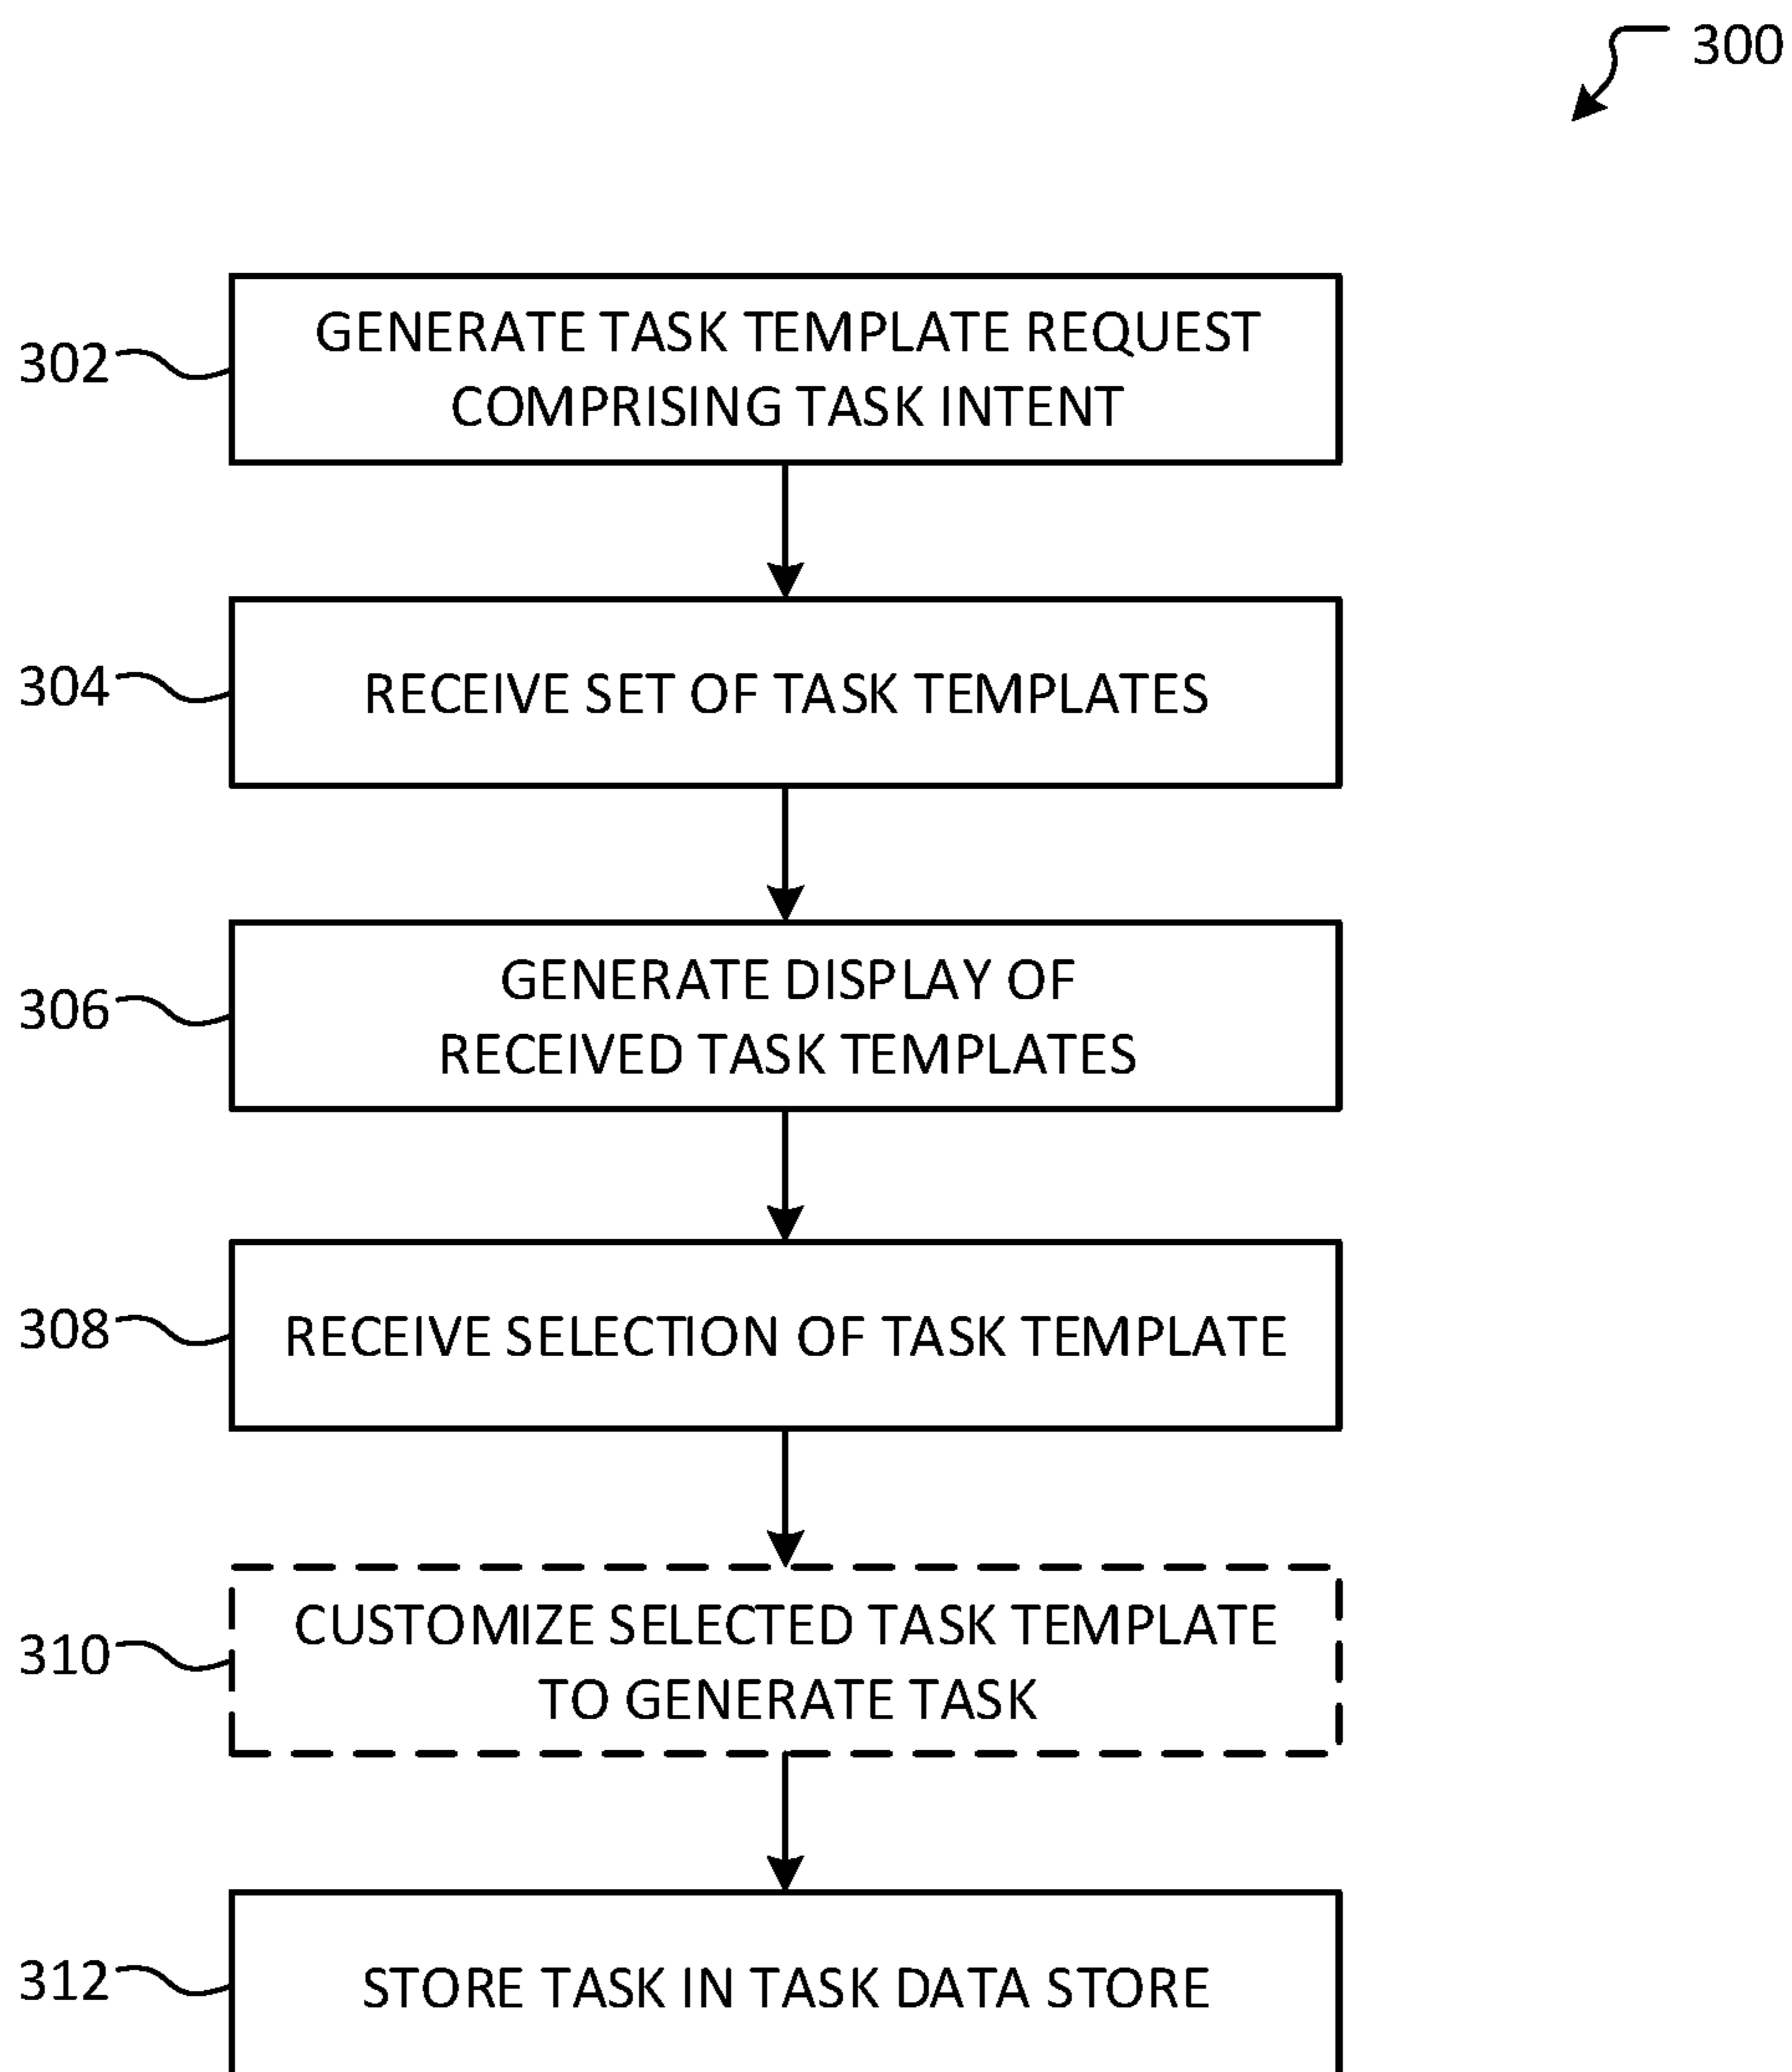 300
302
GENERATE TASK TEMPLATE REQUEST
COMPRISING TASK INTENT
304
RECEIVE SET OF TASK TEMPLATES
306
GENERATE DISPLAY OF
RECEIVED TASK TEMPLATES
308
RECEIVE SELECTION OF TASK TEMPLATE
310
CUSTOMIZE SELECTED TASK TEMPLATE
TO GENERATE TASK
312
STORE TASK IN TASK DATA STORE